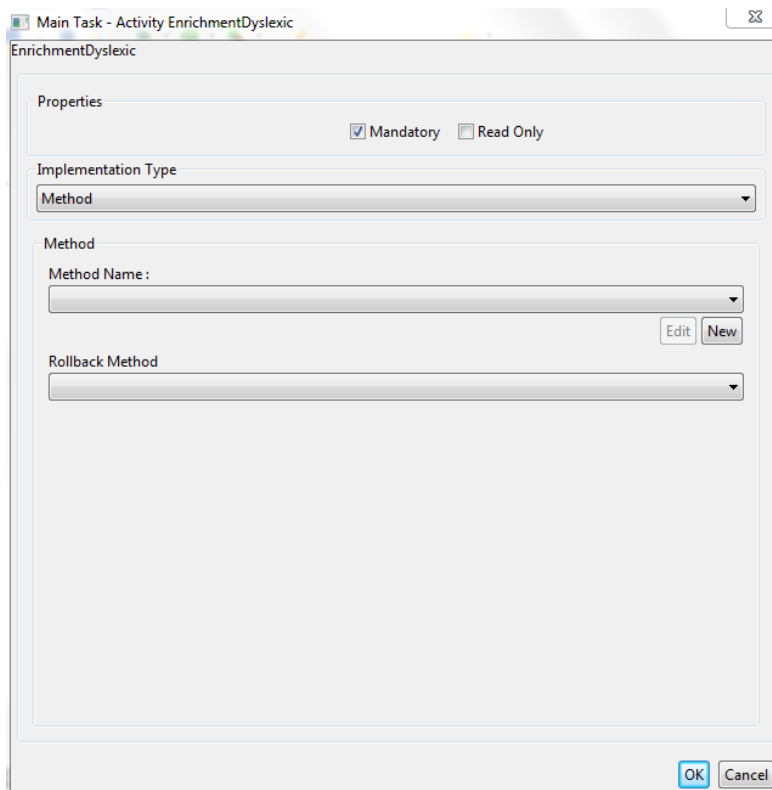 Main Task - Activity EnrichmentDyslexic
EnrichmentDyslexic
Properties
Mandatory Read Only
Implementation Type
Method
Method
Method Name :
Edit New
Rollback Method
OK Cancel